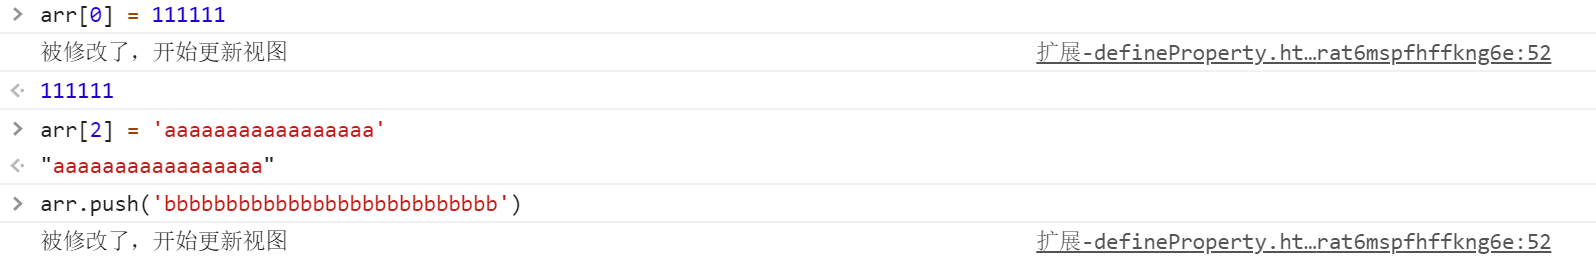 > arr[0] = 111111
被修改了，开始更新视图 扩展-defineProperty.ht…rat6mspfhffkng6e:52
<· 111111
> arr[2] = 'aaaaaaaaaaaaaaaaa'
<· "aaaaaaaaaaaaaaaaa"
> arr.push('bbbbbbbbbbbbbbbbbbbbbbbbbbb')
被修改了，开始更新视图 扩展-defineProperty.ht…rat6mspfhffkng6e:52